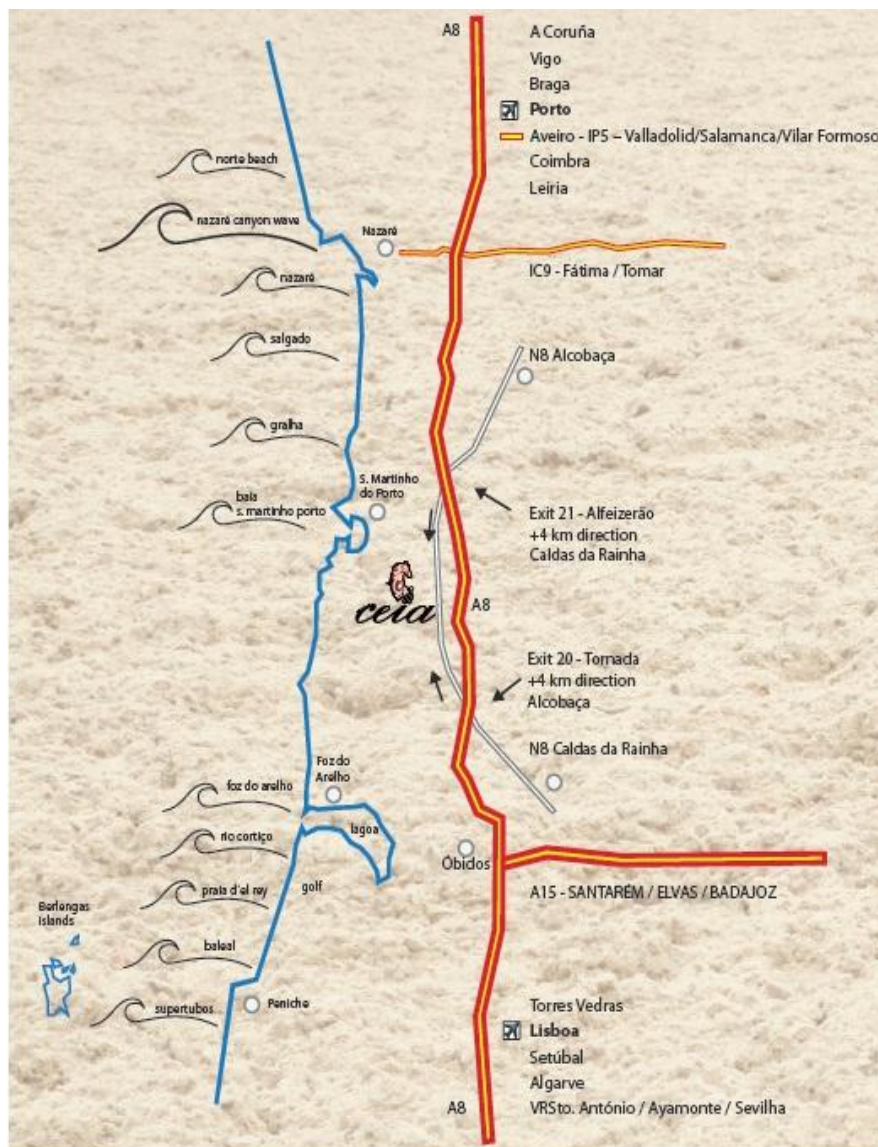 A8
A Coruña
Vigo
Braga
Porto
Aveiro - IP5 – Valladolid/Salamanca/Vilar Formoso
Coimbra
Leiria
norte beach
nazaré canyon wave
Nazaré
nazaré
IC9 - Fátima / Tomar
salgado
N8 Alcobaça
gralha
S. Martinho
do Porto
baia
s. martinho porto
Exit 21 - Alfeizerão
+4 km direction
Caldas da Rainha
ceia
A8
Exit 20 - Tornada
+4 km direction
Alcobaça
N8 Caldas da Rainha
Foz do
Arelho
foz do arelho
lagoa
rio cortiço
Óbidos
praia d'el rey
golf
A15 - SANTARÉM / ELVAS / BADAJOZ
Berlengas
islands
baleal
Peniche
supertubos
Torres Vedras
Lisboa
Setúbal
Algarve
A8
VRSto. António / Ayamonte / Sevilha